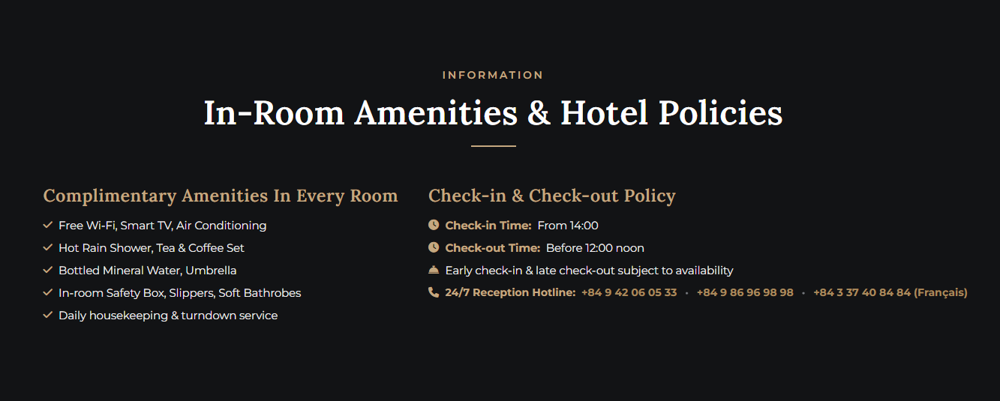 INFORMATION
In-Room Amenities & Hotel Policies
Complimentary Amenities In Every Room
Free Wi-Fi, Smart TV, Air Conditioning
Hot Rain Shower, Tea & Coffee Set
Bottled Mineral Water, Umbrella
In-room Safety Box, Slippers, Soft Bathrobes
Daily housekeeping & turndown service
Check-in & Check-out Policy
Check-in Time: From 14:00
Check-out Time: Before 12:00 noon
Early check-in & late check-out subject to availability
24/7 Reception Hotline: +84 9 42 06 05 33 • +84 9 86 96 98 98 • +84 3 37 40 84 84 (Français)